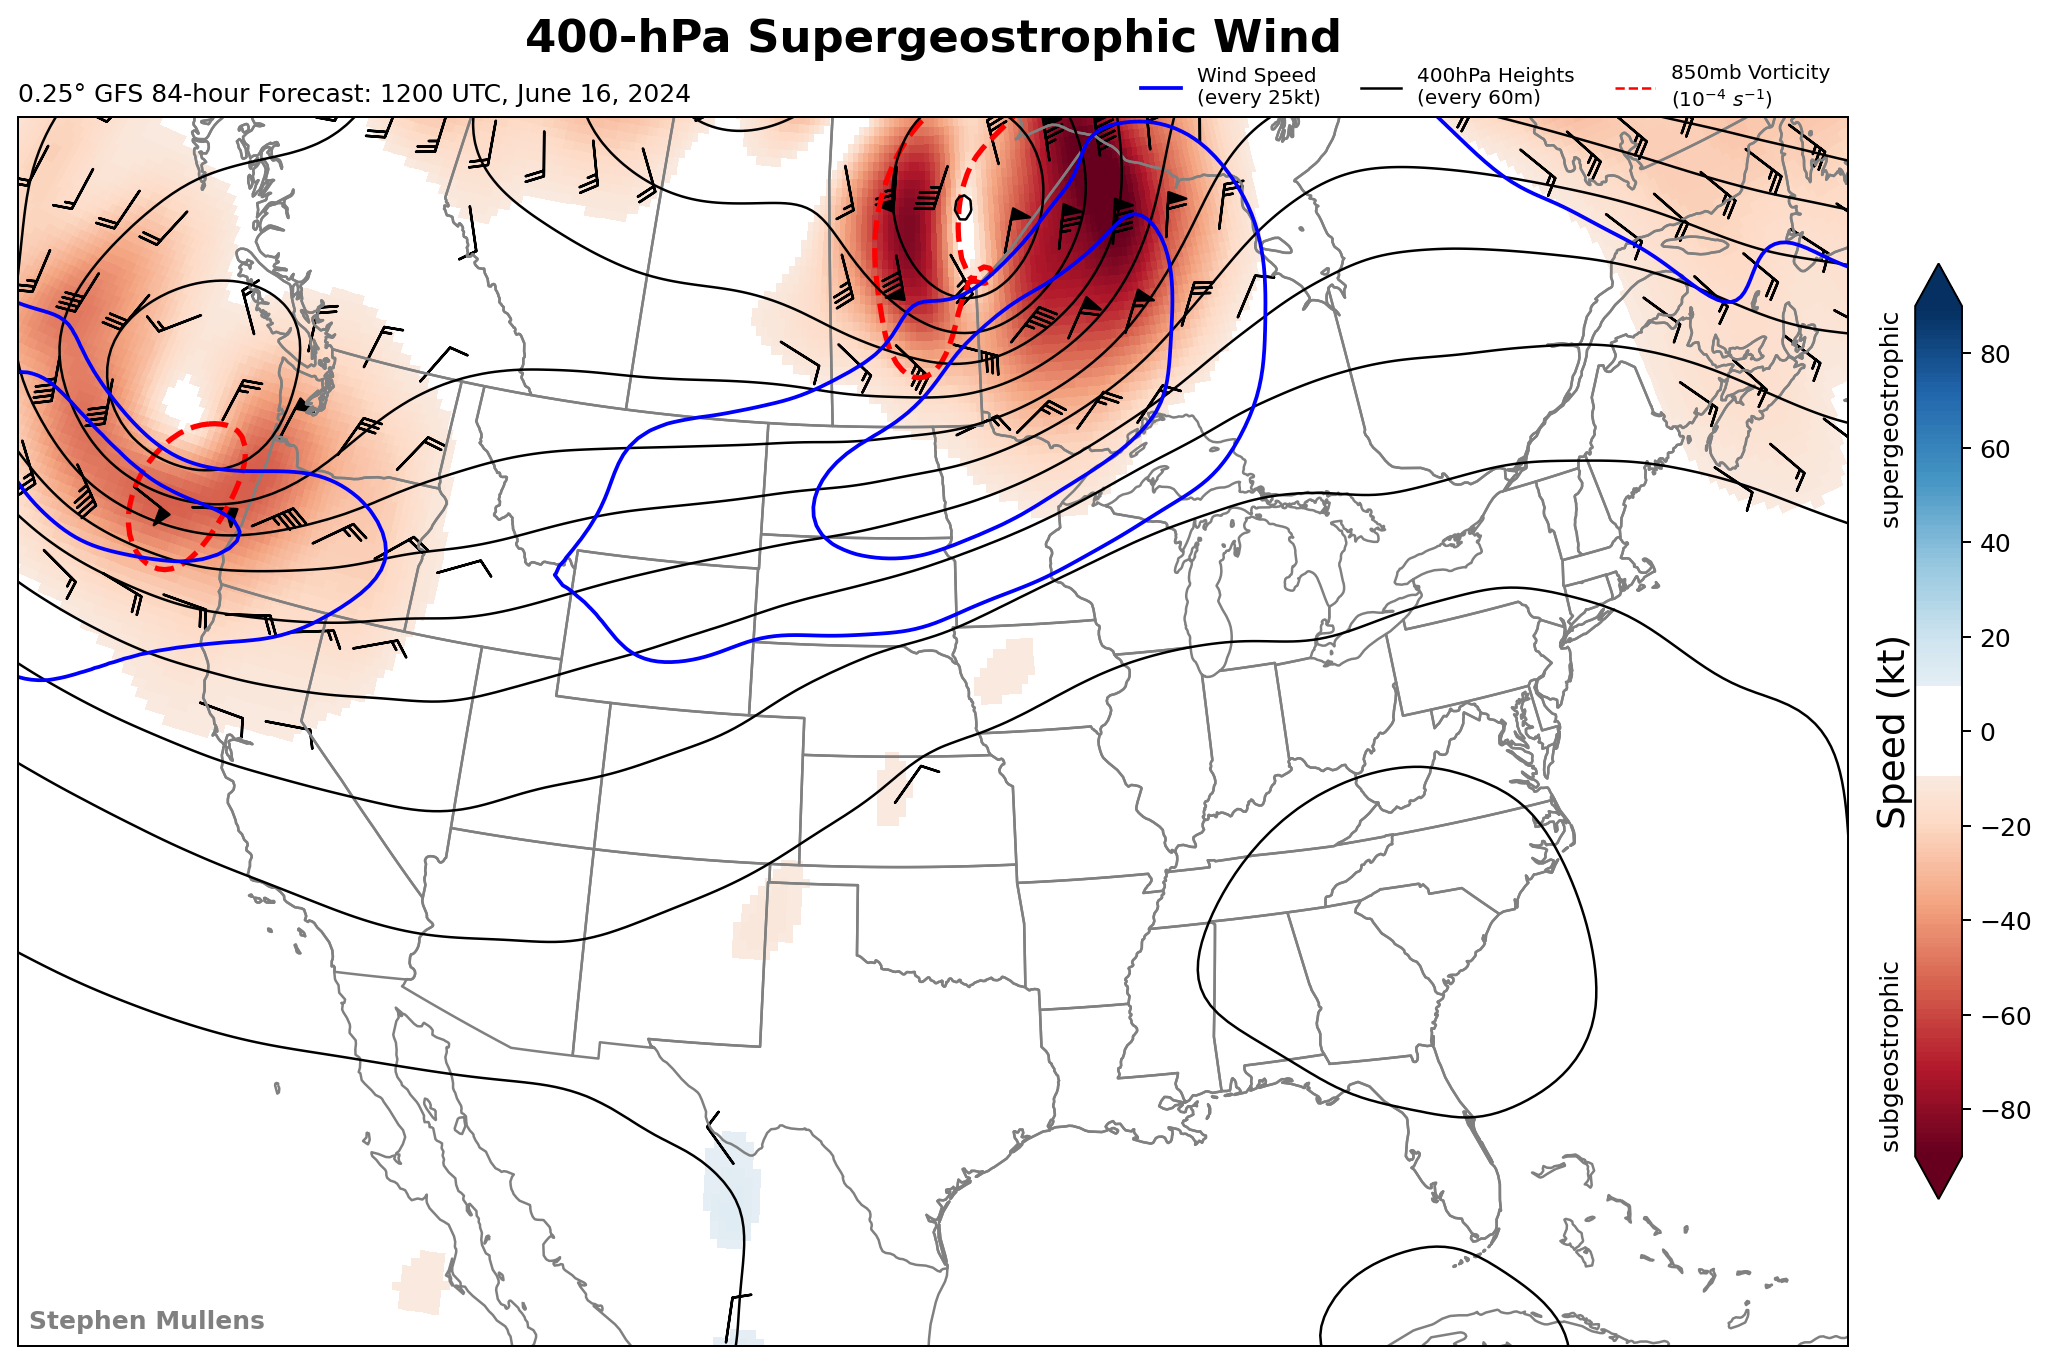 400-hPa Supergeostrophic Wind
0.25° GFS 84-hour Forecast: 1200 UTC, June 16, 2024
Wind Speed
(every 25kt)
400hPa Heights
(every 60m)
850mb Vorticity
(10⁻⁴ s⁻¹)
supergeostrophic
Speed (kt)
subgeostrophic
80
60
40
20
0
−20
−40
−60
−80
Stephen Mullens